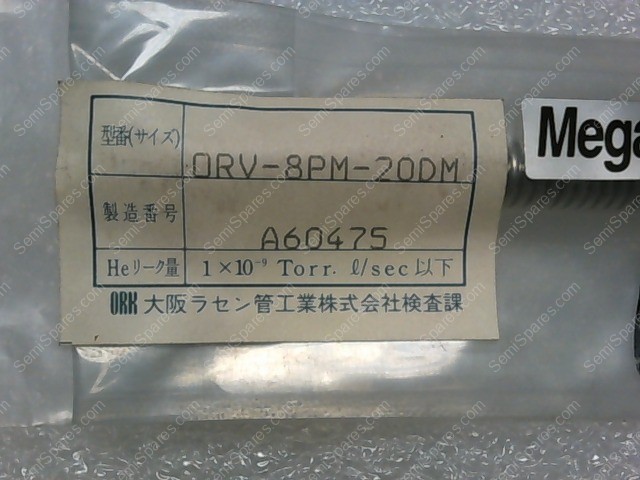 型番(サイズ) ORV-8PM-20DM
製造番号 A60475
Heリーク量 1×10⁻⁹ Torr. ℓ/sec 以下
ORK 大阪ラセン管工業株式会社検査課
Mega
SemiSpares.com